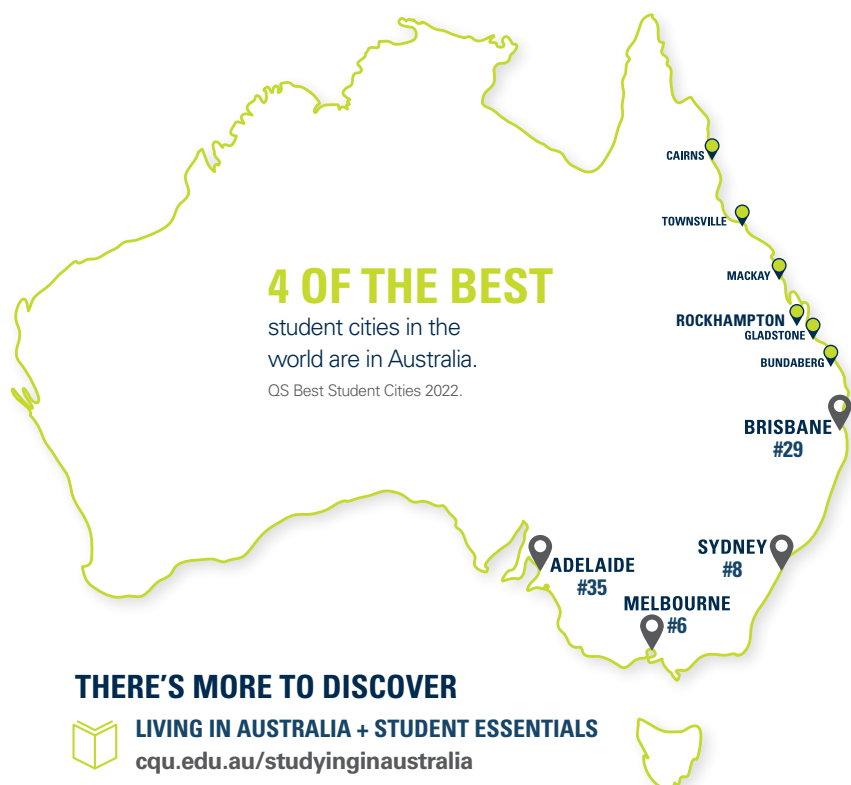 CAIRNS
TOWNSVILLE
MACKAY
ROCKHAMPTON
GLADSTONE
BUNDABERG
4 OF THE BEST
student cities in the
world are in Australia.
QS Best Student Cities 2022.
BRISBANE
#29
SYDNEY
#8
ADELAIDE
#35
MELBOURNE
#6
THERE'S MORE TO DISCOVER
LIVING IN AUSTRALIA + STUDENT ESSENTIALS
cqu.edu.au/studyinginaustralia